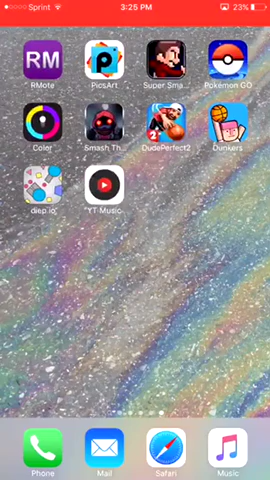 Sprint 3:25 PM 23%
RM
P
RMote PicsArt Super Sma... Pokémon GO
2
Color Smash Th... DudePerfect2 Dunkers
diep.io YT Music
Phone Mail Safari Music